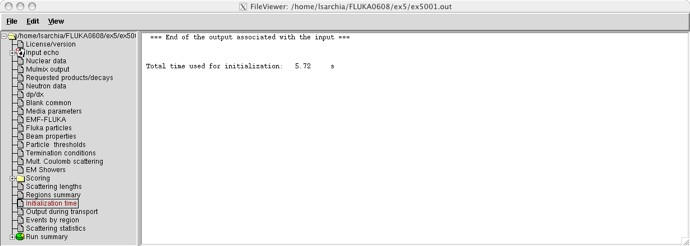 FileViewer: /home/lsarchia/FLUKA0608/ex5/ex5001.out
File Edit View
/home/lsarchia/FLUKA0608/ex5/ex50
License/version
Input echo
Nuclear data
Mulmix output
Requested products/decays
Neutron data
dp/dx
Blank common
Media parameters
EMF-FLUKA
Fluka particles
Beam properties
Particle thresholds
Termination conditions
Mult. Coulomb scattering
EM Showers
Scoring
Scattering lengths
Regions summary
Initialization time
Output during transport
Events by region
Scattering statistics
Run summary
=== End of the output associated with the input ===
Total time used for initialization: 5.72 s